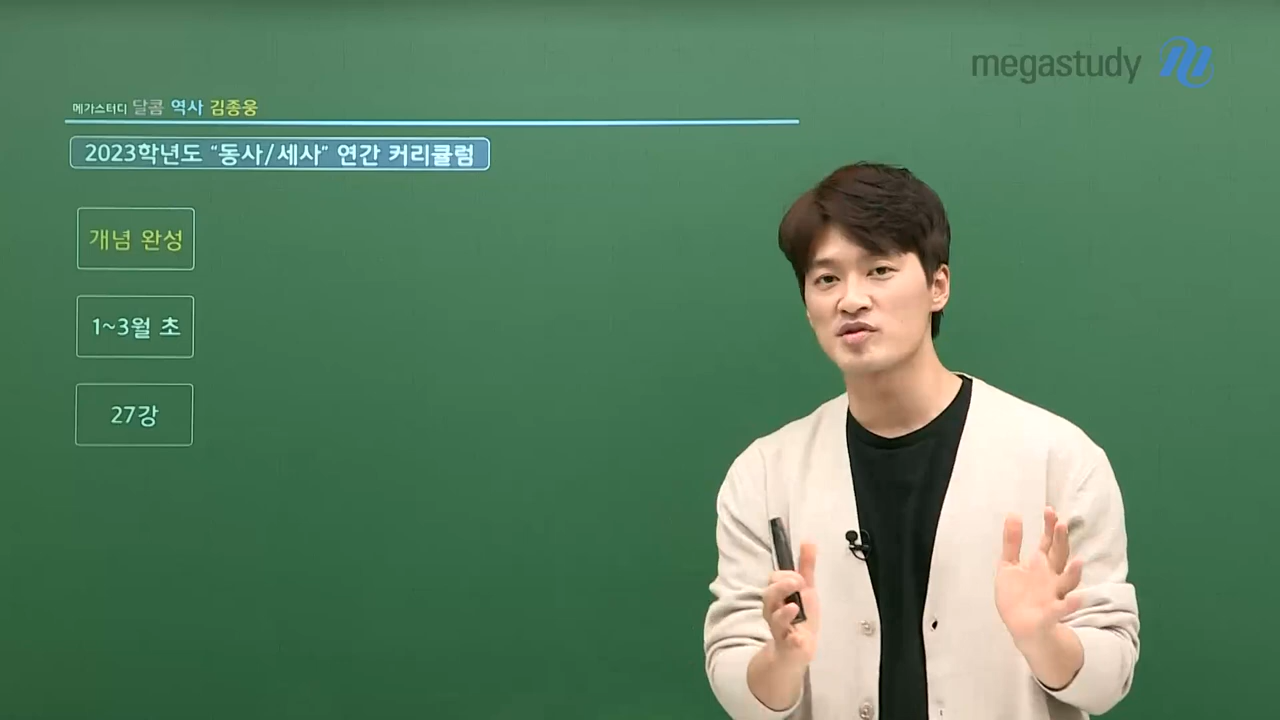 megastudy
메가스터디 달콤 역사 김종웅
2023학년도 "동사/세사" 연간 커리큘럼
개념 완성
1~3월 초
27강